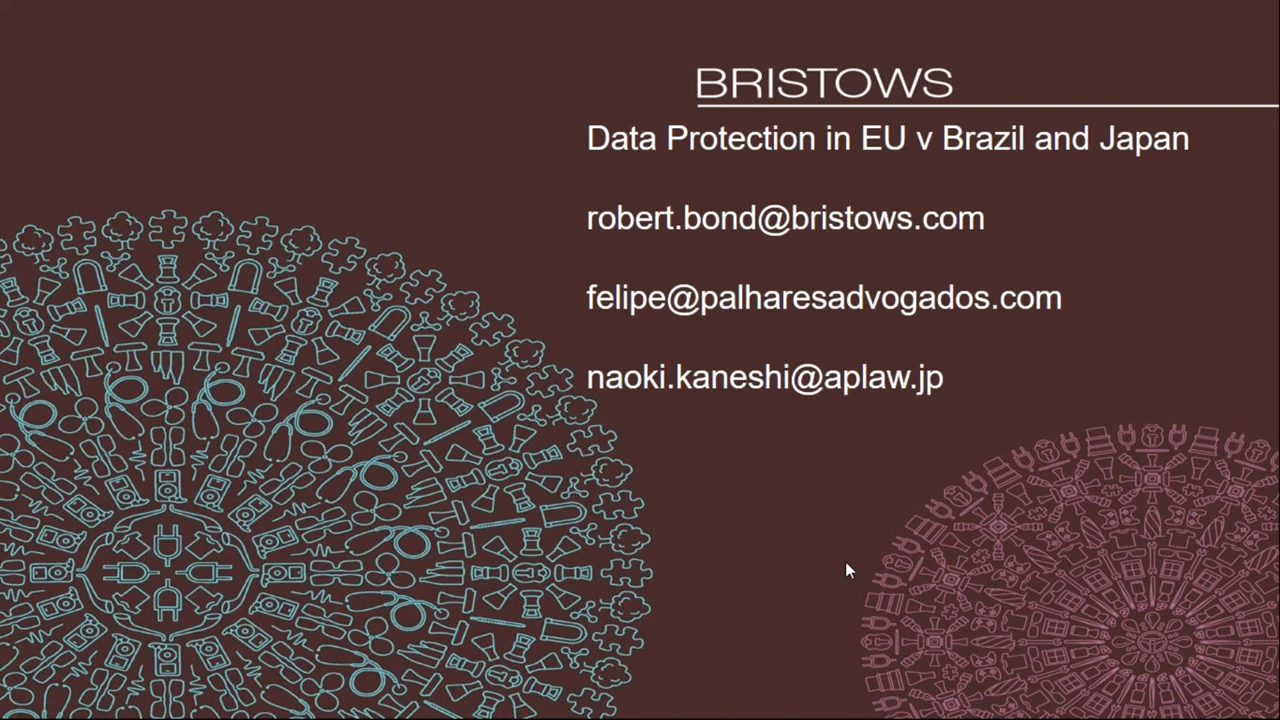 BRISTOWS
Data Protection in EU v Brazil and Japan
robert.bond@bristows.com
felipe@palharesadvogados.com
naoki.kaneshi@aplaw.jp